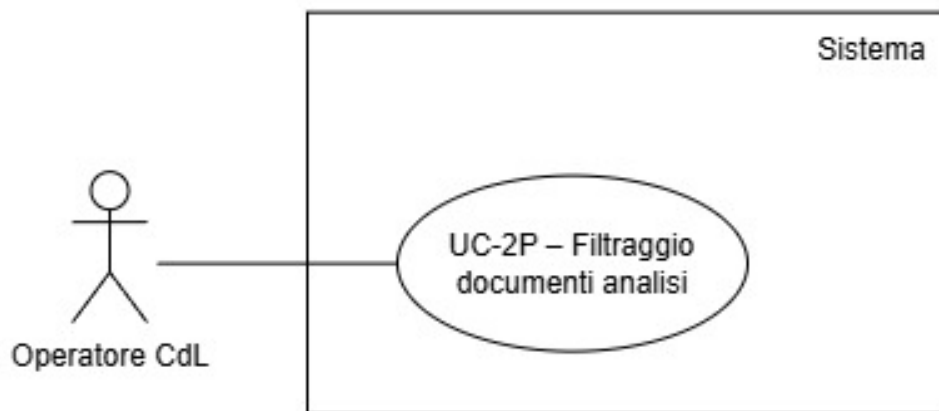 Sistema
UC-2P – Filtraggio
documenti analisi
Operatore CdL